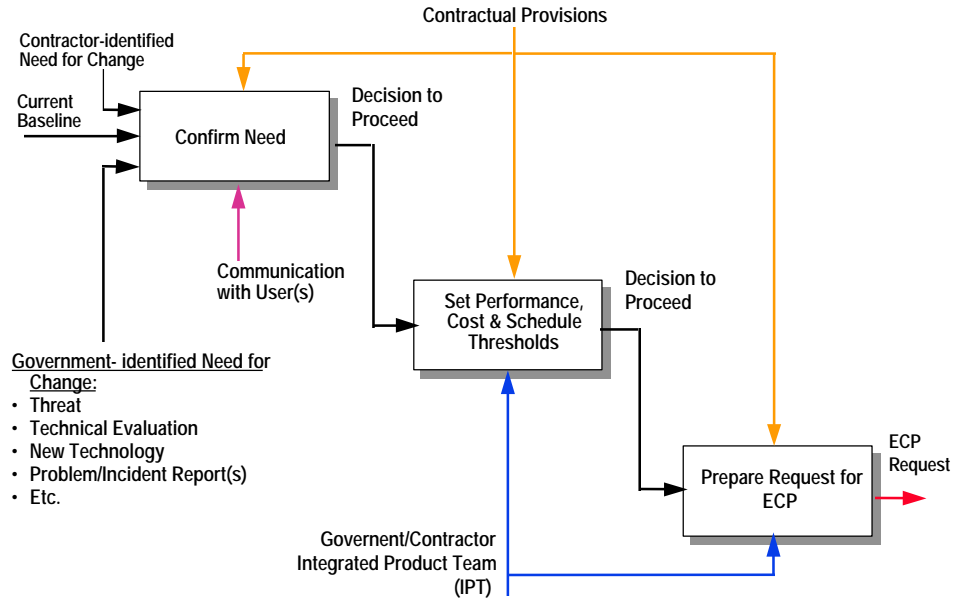 Contractual Provisions
Contractor-identified
Need for Change
Current
Baseline
Confirm Need
Decision to
Proceed
Communication
with User(s)
Set Performance,
Cost & Schedule
Thresholds
Decision to
Proceed
Government- identified Need for
Change:
• Threat
• Technical Evaluation
• New Technology
• Problem/Incident Report(s)
• Etc.
Prepare Request for
ECP
ECP
Request
Governent/Contractor
Integrated Product Team
(IPT)